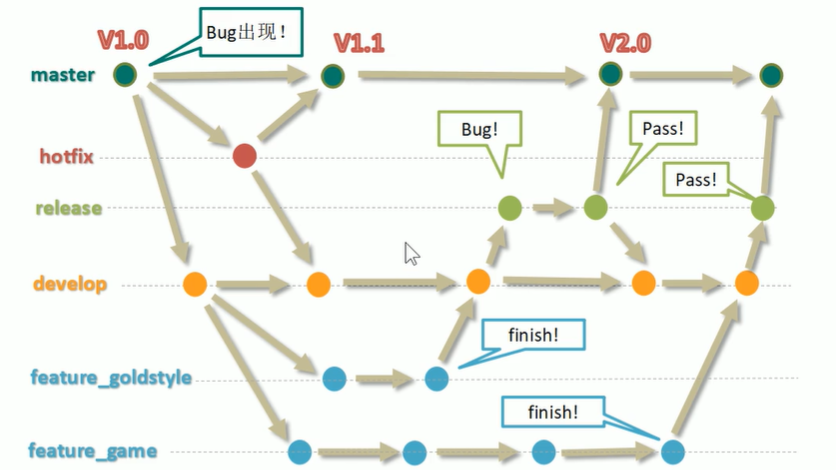 V1.0
Bug出现！
V1.1
V2.0
master
Bug!
Pass!
hotfix
Pass!
release
develop
finish!
feature_goldstyle
finish!
feature_game